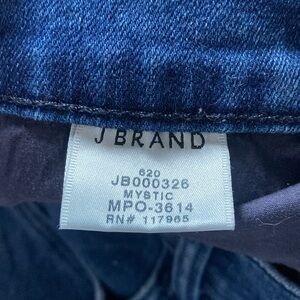 J BRAND
620
JB000326
MYSTIC
MPO-3614
RN# 117965